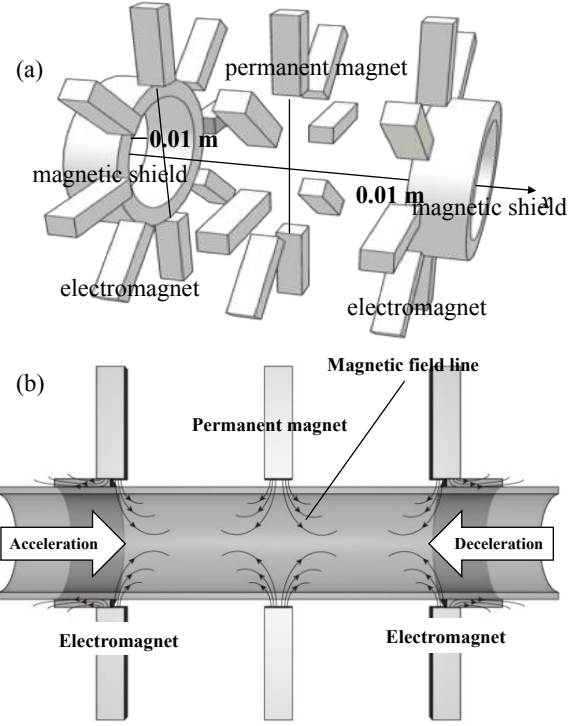 (a)
permanent magnet
0.01 m
magnetic shield
0.01 m
x
magnetic shield
electromagnet
electromagnet
(b)
Magnetic field line
Permanent magnet
Acceleration
Deceleration
Electromagnet
Electromagnet